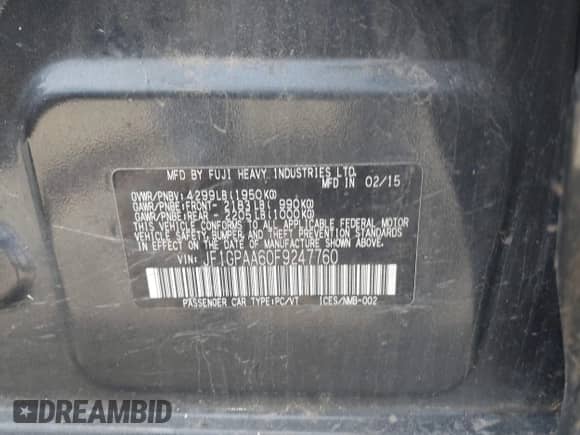 MFD BY FUJI HEAVY INDUSTRIES LTD.
MFD IN 02/15
GVWR/PNBV: 4299LB(1950KG)
GAWR/PNBE:FRONT - 2183LB( 990KG)
GAWR/PNBE:REAR - 2205LB(1000KG)
THIS VEHICLE CONFORMS TO ALL APPLICABLE FEDERAL MOTOR
VEHICLE SAFETY, BUMPER, AND THEFT PREVENTION
STANDARDS IN EFFECT ON THE DATE OF
MANUFACTURE SHOWN ABOVE.
VIN: JF1GPAA60F9247760
PASSENGER CAR TYPE:PC/VT ICES/NMB-002
DREAMBID